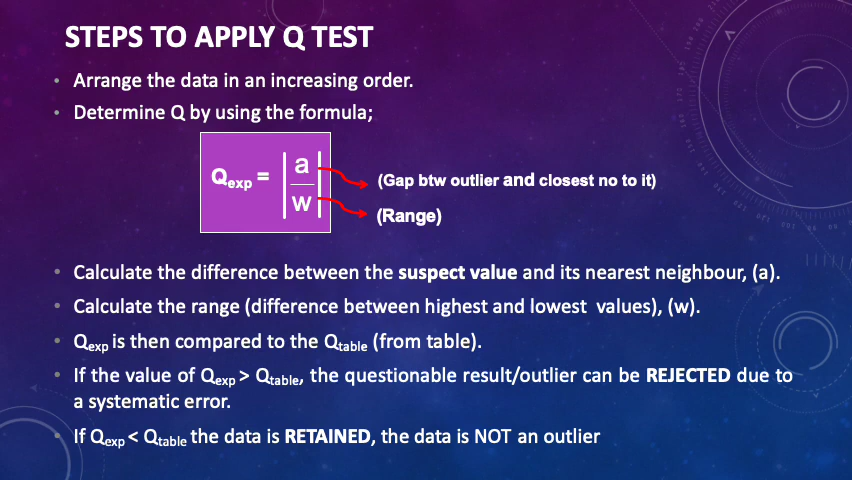 STEPS TO APPLY Q TEST
• Arrange the data in an increasing order.
• Determine Q by using the formula;
Qexp = |a/w|
(Gap btw outlier and closest no to it)
(Range)
• Calculate the difference between the suspect value and its nearest neighbour, (a).
• Calculate the range (difference between highest and lowest values), (w).
• Qexp is then compared to the Qtable (from table).
• If the value of Qexp > Qtable, the questionable result/outlier can be REJECTED due to
a systematic error.
• If Qexp < Qtable the data is RETAINED, the data is NOT an outlier